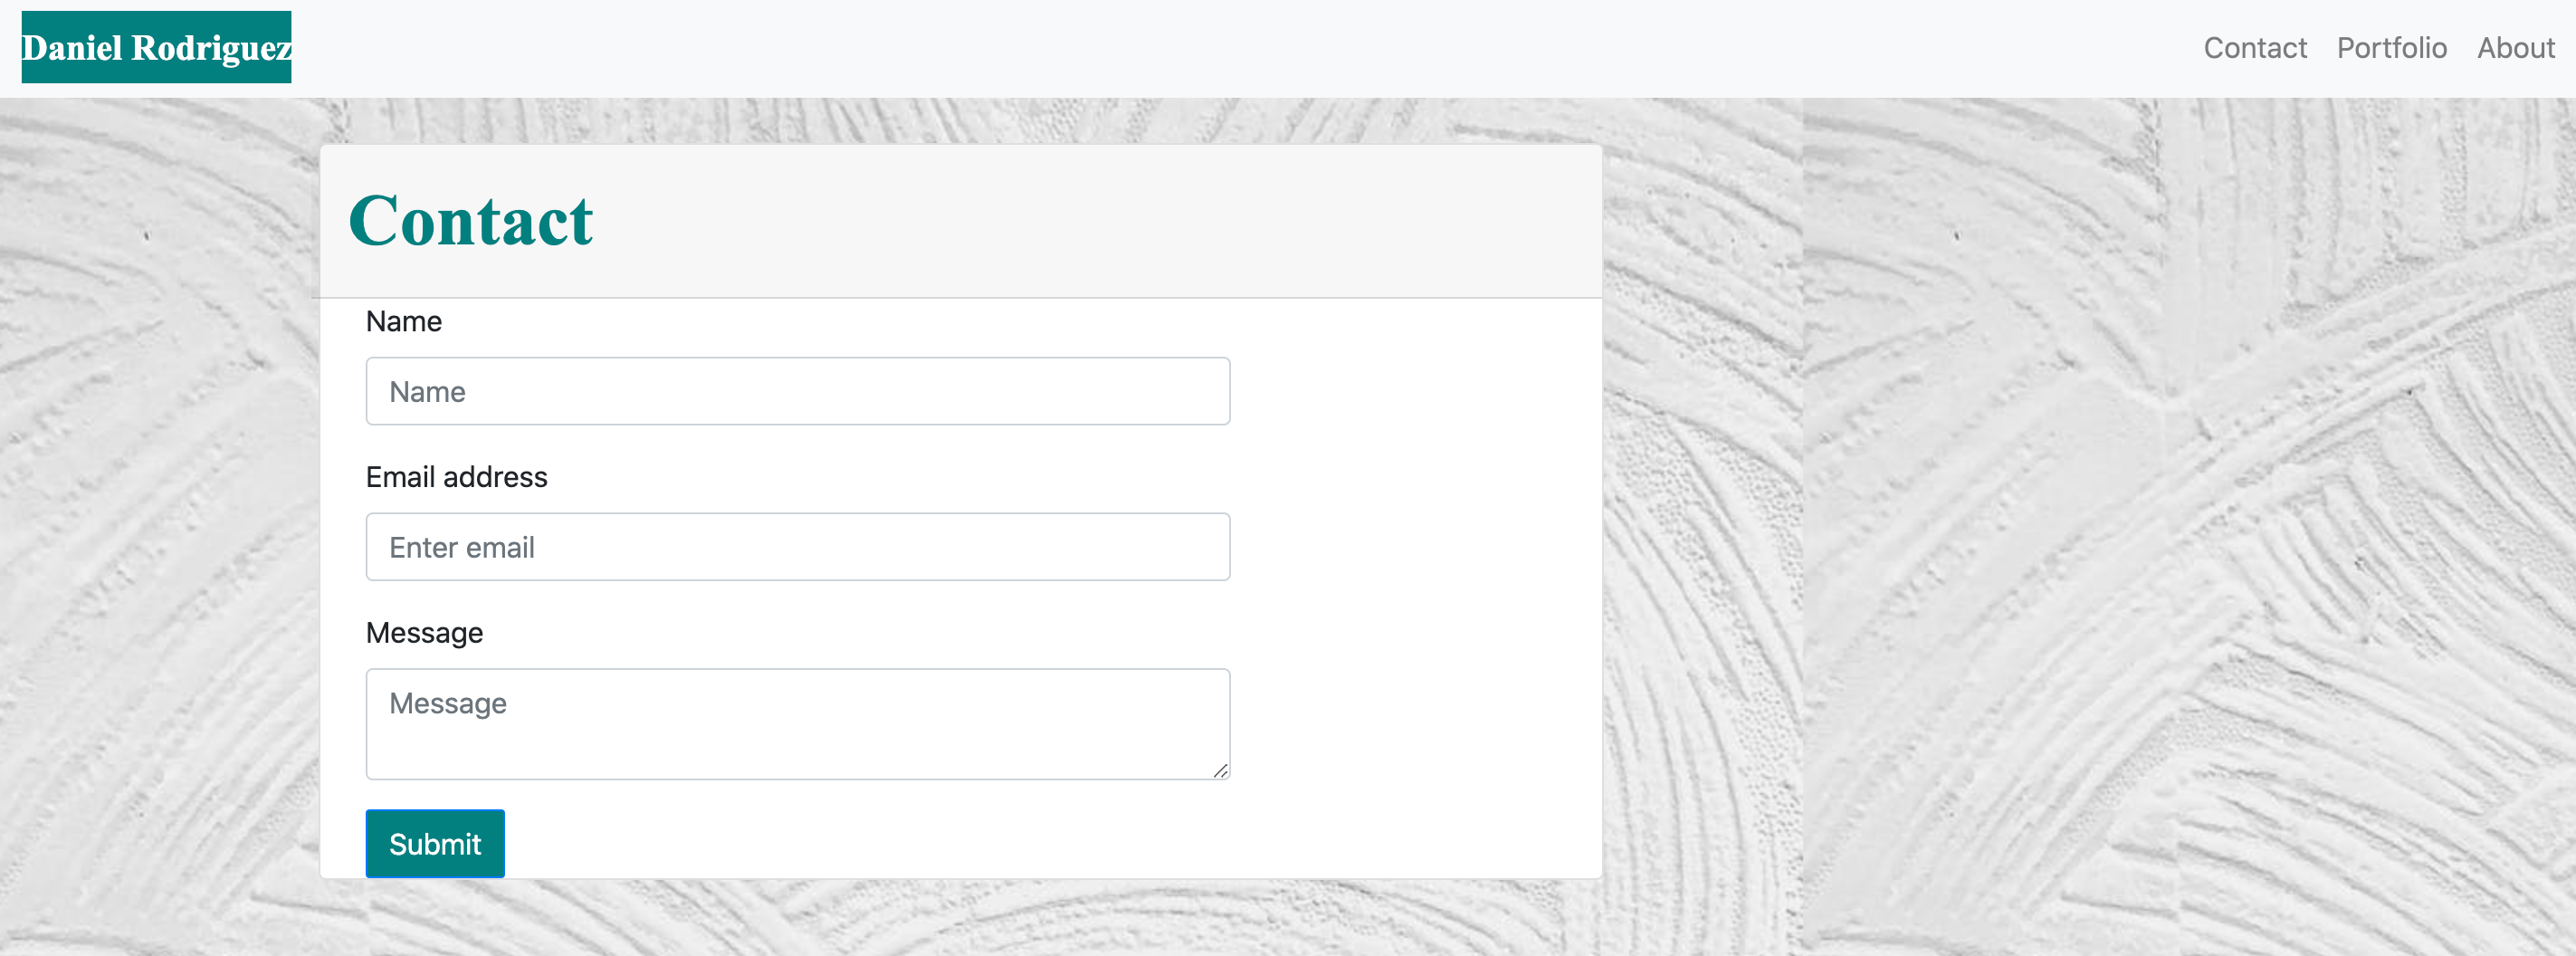 Daniel Rodriguez
Contact Portfolio About
Contact
Name
Name
Email address
Enter email
Message
Message
Submit